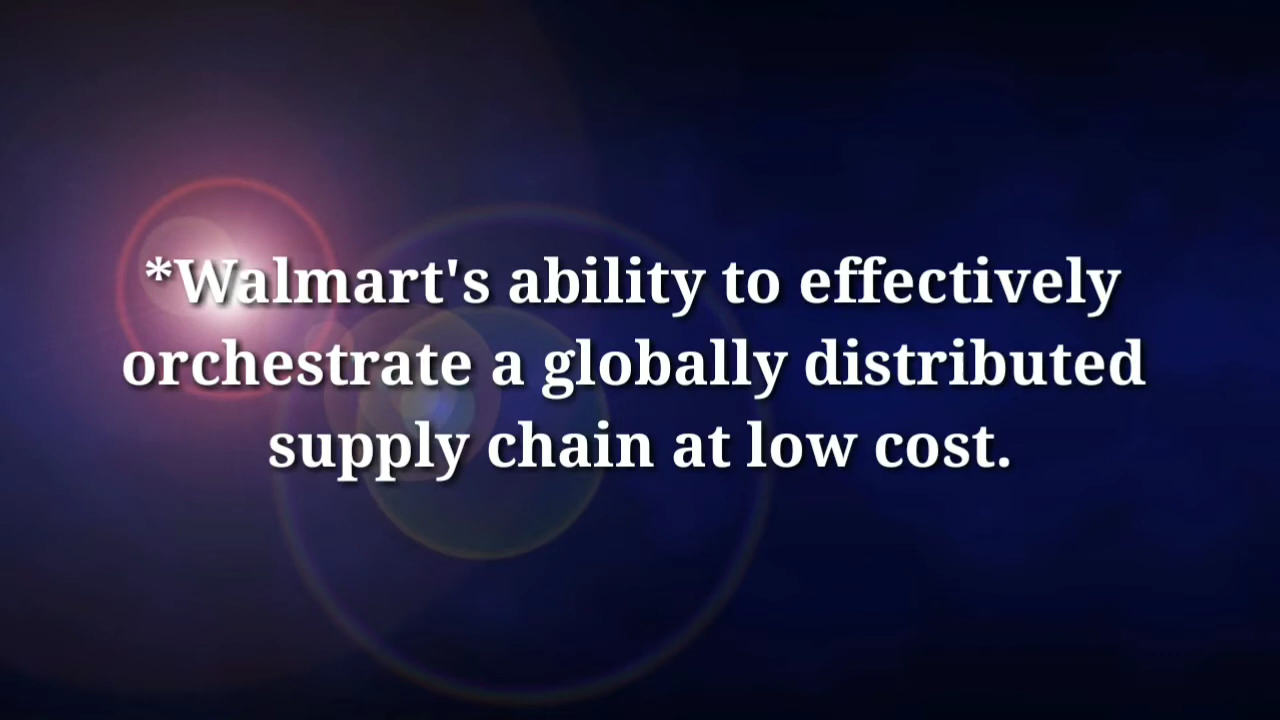 *Walmart's ability to effectively
orchestrate a globally distributed
supply chain at low cost.